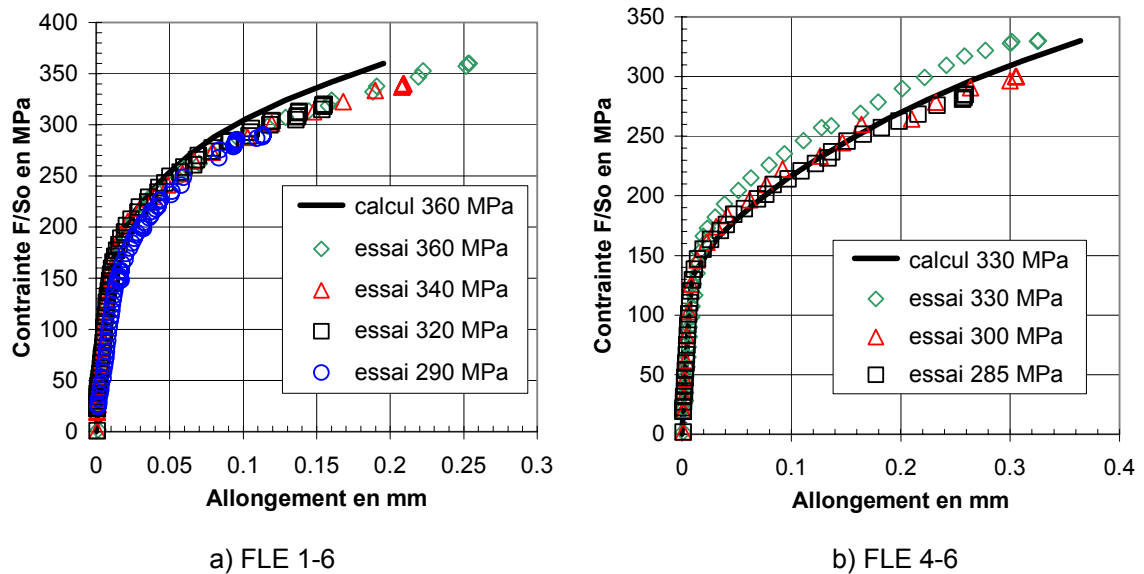 400
350
300
250
200
150
100
50
0
Contrainte F/So en MPa
calcul 360 MPa
essai 360 MPa
essai 340 MPa
essai 320 MPa
essai 290 MPa
0 0.05 0.1 0.15 0.2 0.25 0.3
Allongement en mm
a) FLE 1-6
350
300
250
200
150
100
50
0
Contrainte F/So en MPa
calcul 330 MPa
essai 330 MPa
essai 300 MPa
essai 285 MPa
0 0.1 0.2 0.3 0.4
Allongement en mm
b) FLE 4-6